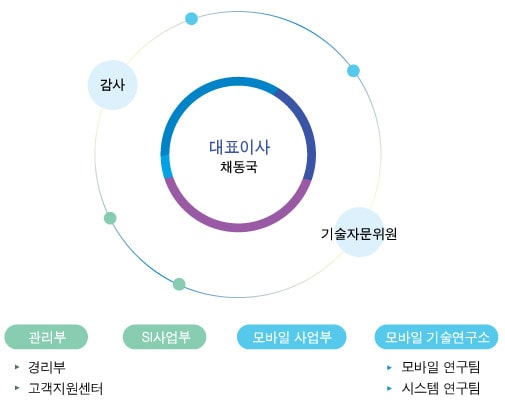 감사
대표이사
채동국
기술자문위원
관리부
SI사업부
모바일 사업부
모바일 기술연구소
경리부
고객지원센터
모바일 연구팀
시스템 연구팀